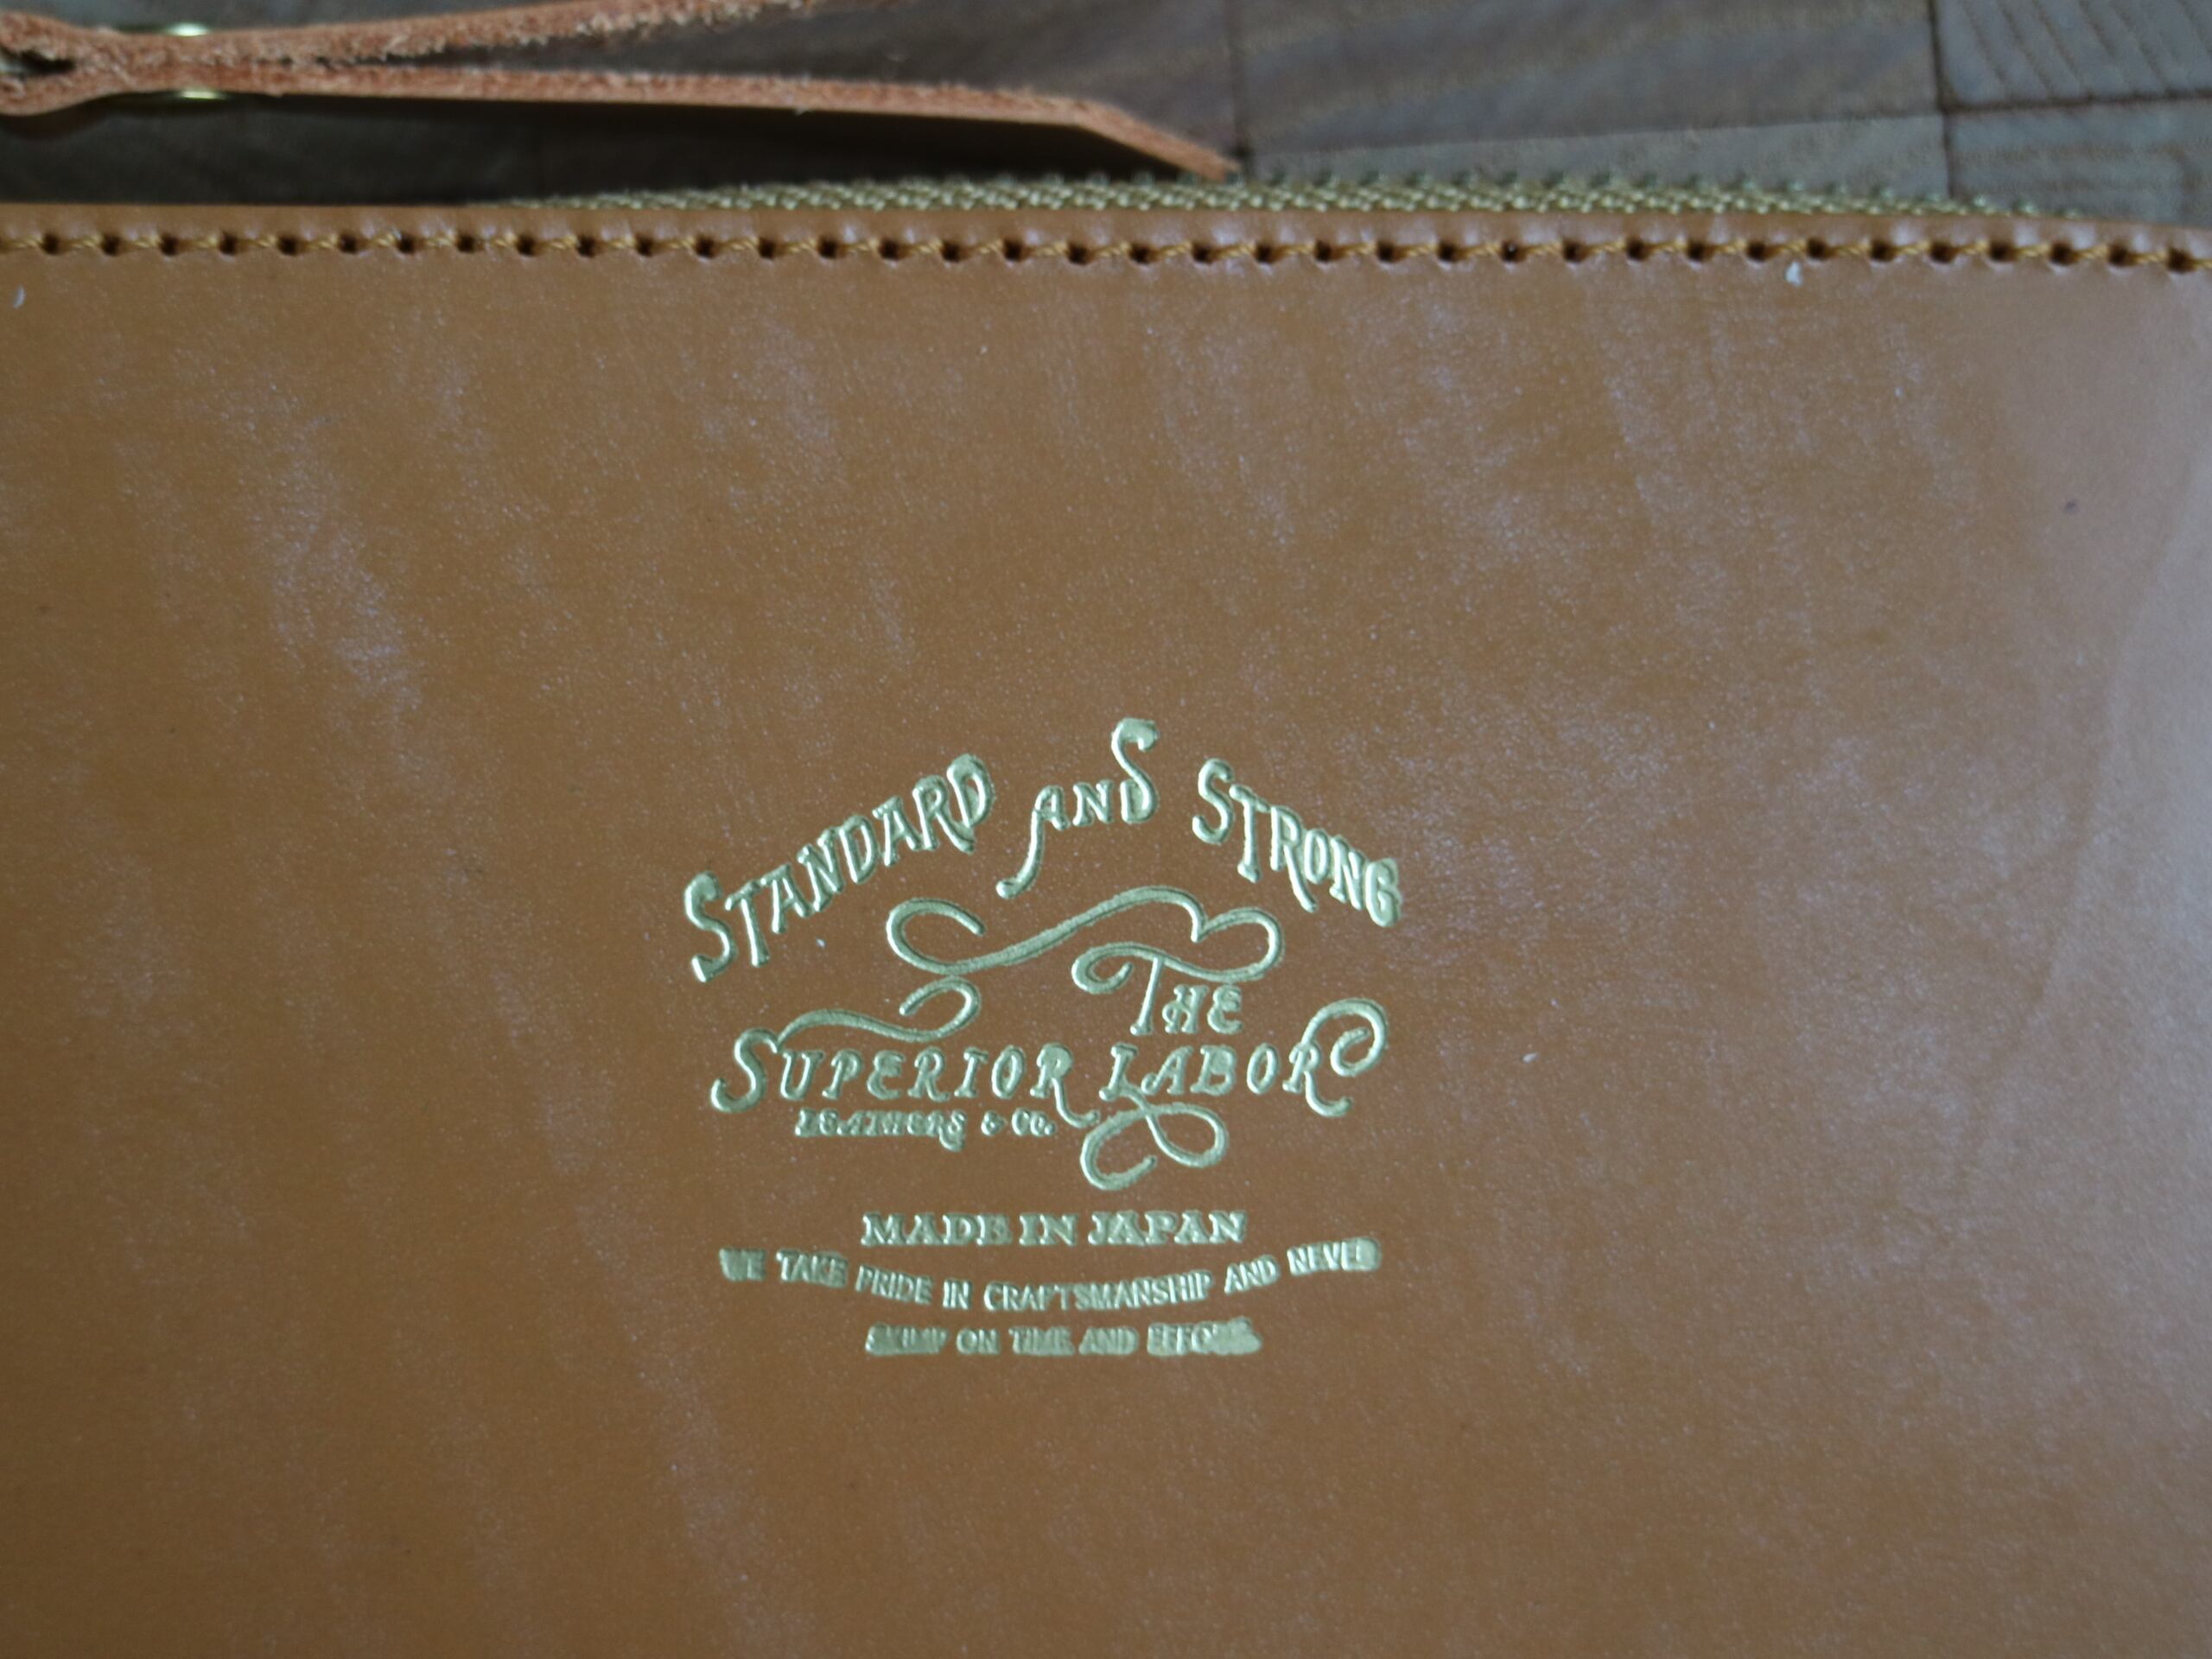 STANDARD AND STRONG
THE
SUPERIOR LABOR
LEATHERS & CO.
MADE IN JAPAN
WE TAKE PRIDE IN CRAFTSMANSHIP AND NEVER
SKIMP ON TIME AND EFFORTS